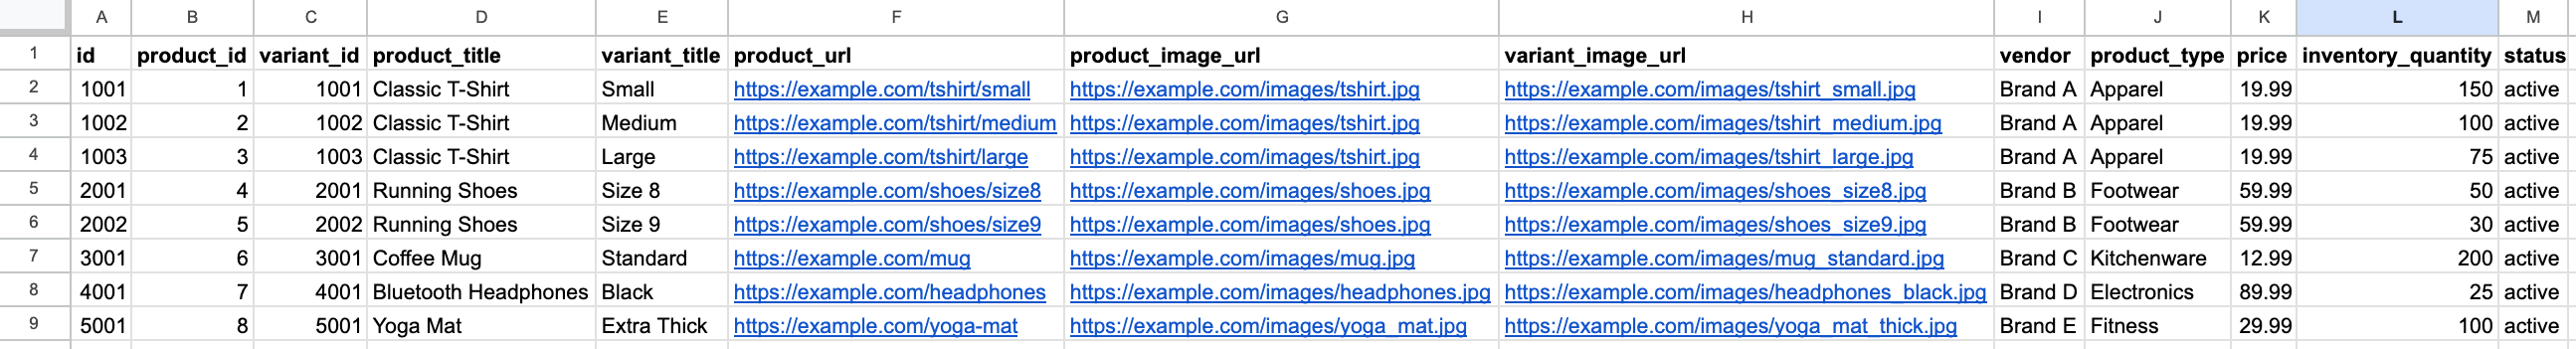 A B C D E F G H I J K L M
1 id product_id variant_id product_title variant_title product_url product_image_url variant_image_url vendor product_type price inventory_quantity status
2 1001 1 1001 Classic T-Shirt Small https://example.com/tshirt/small https://example.com/images/tshirt.jpg https://example.com/images/tshirt_small.jpg Brand A Apparel 19.99 150 active
3 1002 2 1002 Classic T-Shirt Medium https://example.com/tshirt/medium https://example.com/images/tshirt.jpg https://example.com/images/tshirt_medium.jpg Brand A Apparel 19.99 100 active
4 1003 3 1003 Classic T-Shirt Large https://example.com/tshirt/large https://example.com/images/tshirt.jpg https://example.com/images/tshirt_large.jpg Brand A Apparel 19.99 75 active
5 2001 4 2001 Running Shoes Size 8 https://example.com/shoes/size8 https://example.com/images/shoes.jpg https://example.com/images/shoes_size8.jpg Brand B Footwear 59.99 50 active
6 2002 5 2002 Running Shoes Size 9 https://example.com/shoes/size9 https://example.com/images/shoes.jpg https://example.com/images/shoes_size9.jpg Brand B Footwear 59.99 30 active
7 3001 6 3001 Coffee Mug Standard https://example.com/mug https://example.com/images/mug.jpg https://example.com/images/mug_standard.jpg Brand C Kitchenware 12.99 200 active
8 4001 7 4001 Bluetooth Headphones Black https://example.com/headphones https://example.com/images/headphones.jpg https://example.com/images/headphones_black.jpg Brand D Electronics 89.99 25 active
9 5001 8 5001 Yoga Mat Extra Thick https://example.com/yoga-mat https://example.com/images/yoga_mat.jpg https://example.com/images/yoga_mat_thick.jpg Brand E Fitness 29.99 100 active